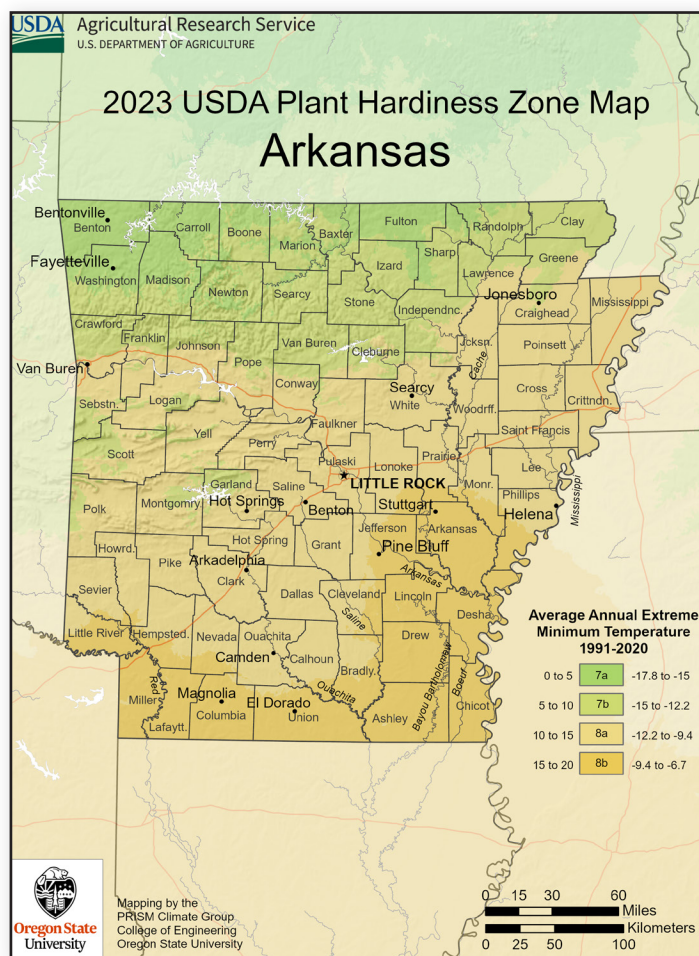 USDA
Agricultural Research Service
U.S. DEPARTMENT OF AGRICULTURE
2023 USDA Plant Hardiness Zone Map
Arkansas
Bentonville
Benton
Carroll
Boone
Marion
Baxter
Fulton
Randolph
Clay
Fayetteville
Washington
Madison
Newton
Searcy
Stone
Izard
Sharp
Lawrence
Greene
Independnc.
Jonesboro
Craighead
Mississippi
Crawford
Franklin
Johnson
Pope
Van Buren
Cleburne
Jcksn.
Cache
Poinsett
Van Buren
Sebstn.
Logan
Conway
Searcy
White
Woodrff.
Cross
Crittndn.
Faulkner
Saint Francis
Scott
Yell
Perry
Pulaski
Lonoke
Prairie
Monr.
Lee
LITTLE ROCK
Phillips
Helena
Mississippi
Polk
Montgomry.
Garland
Hot Springs
Saline
Benton
Stuttgart
Arkansas
Jefferson
Pine Bluff
Howrd.
Pike
Hot Spring
Grant
Arkadelphia
Clark
Arkansas
Sevier
Dallas
Cleveland
Saline
Lincoln
Desha
Little River
Hempsted.
Nevada
Ouachita
Camden
Calhoun
Bradly.
Drew
Bayou Bartholomew
Boeuf
Chicot
Red
Miller
Lafaytt.
Magnolia
Columbia
El Dorado
Union
Ouachita
Ashley
Average Annual Extreme
Minimum Temperature
1991-2020
0 to 5 7a -17.8 to -15
5 to 10 7b -15 to -12.2
10 to 15 8a -12.2 to -9.4
15 to 20 8b -9.4 to -6.7
Oregon State
University
Mapping by the
PRISM Climate Group
College of Engineering
Oregon State University
0 30 60
Miles
Kilometers
0 25 50 100